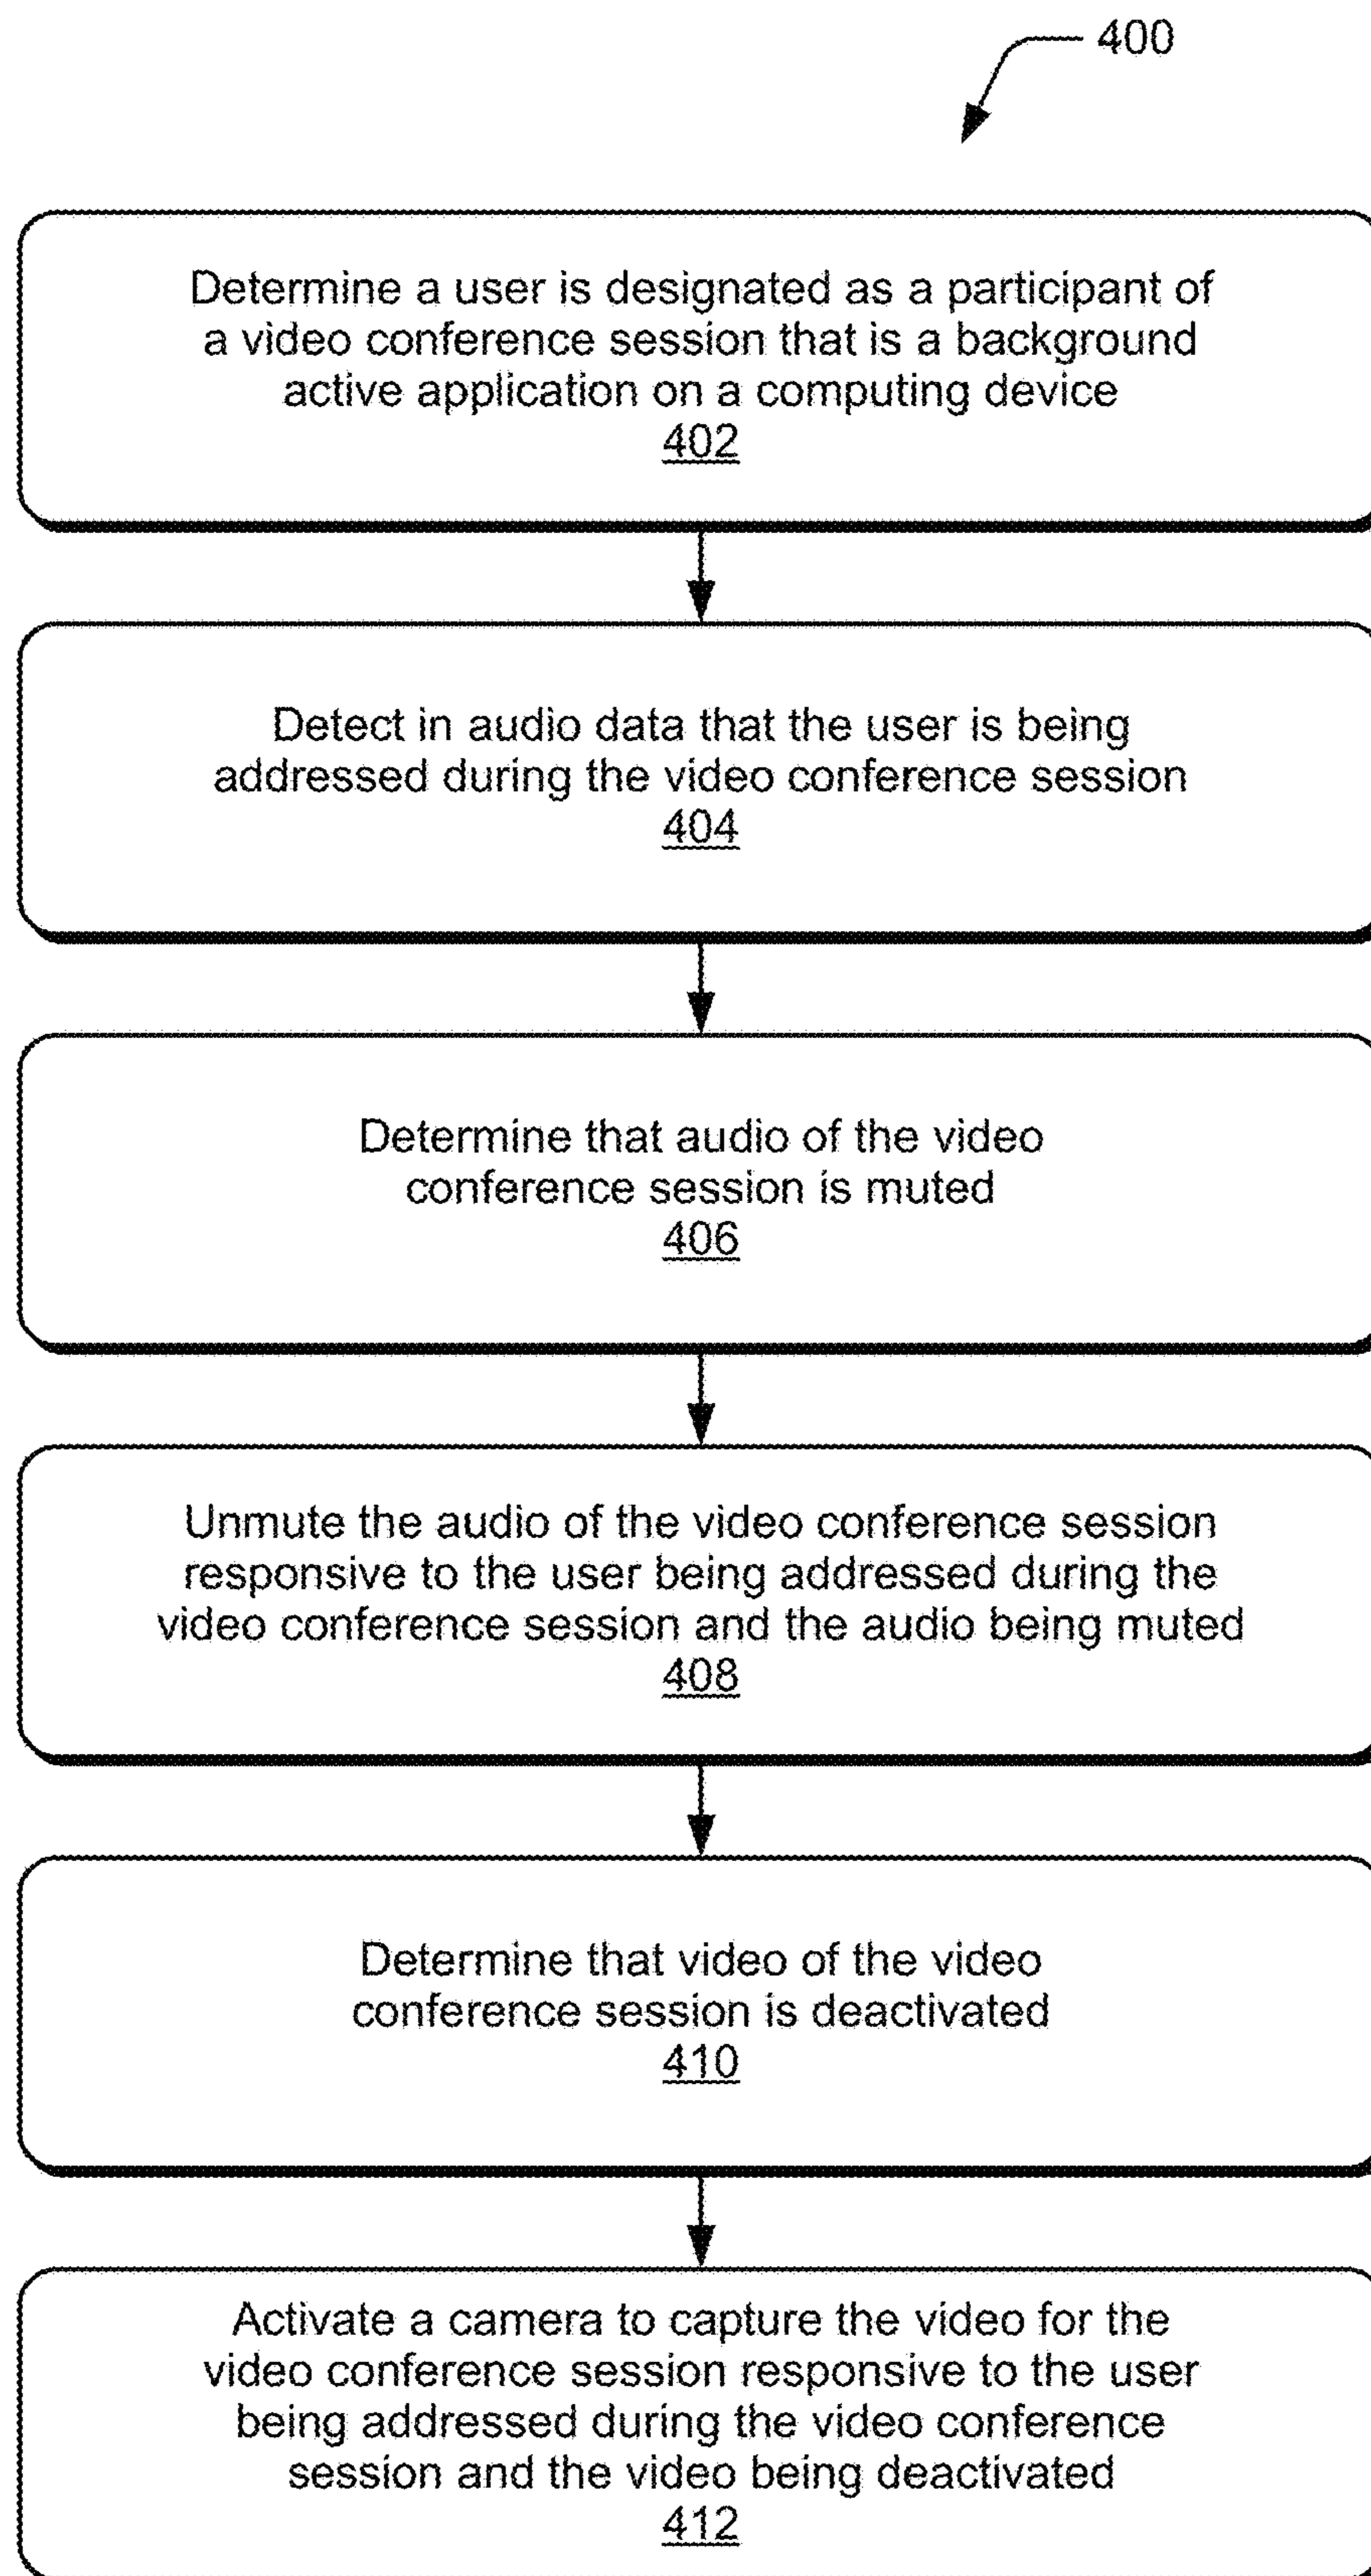 400
Determine a user is designated as a participant of
a video conference session that is a background
active application on a computing device
402
Detect in audio data that the user is being
addressed during the video conference session
404
Determine that audio of the video
conference session is muted
406
Unmute the audio of the video conference session
responsive to the user being addressed during the
video conference session and the audio being muted
408
Determine that video of the video
conference session is deactivated
410
Activate a camera to capture the video for the
video conference session responsive to the user
being addressed during the video conference
session and the video being deactivated
412